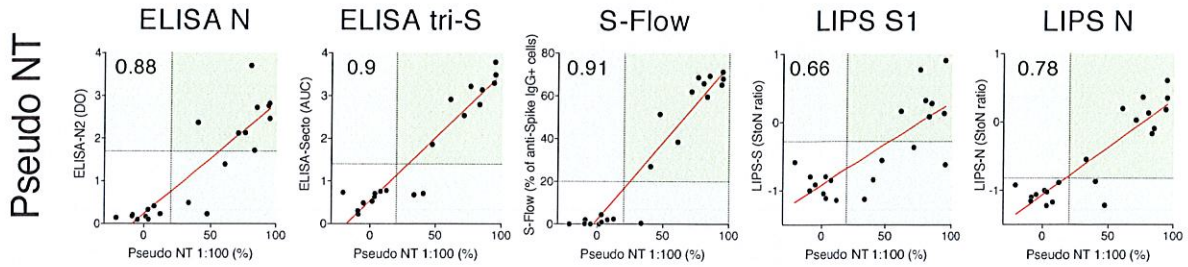 Pseudo NT
ELISA N
ELISA-N2 (DO)
4
3
2
1
0
0.88
0
50
100
Pseudo NT 1:100 (%)
ELISA tri-S
ELISA-Secto (AUC)
4
3
2
1
0
0.9
0
50
100
Pseudo NT 1:100 (%)
S-Flow
S-Flow (% of anti-Spike IgG+ cells)
80
60
40
20
0
0.91
0
50
100
Pseudo NT 1:100 (%)
LIPS S1
LIPS-S (StoN ratio)
1
0
-1
0.66
0
50
100
Pseudo NT 1:100 (%)
LIPS N
LIPS-N (StoN ratio)
1
0
-1
0.78
0
50
100
Pseudo NT 1:100 (%)